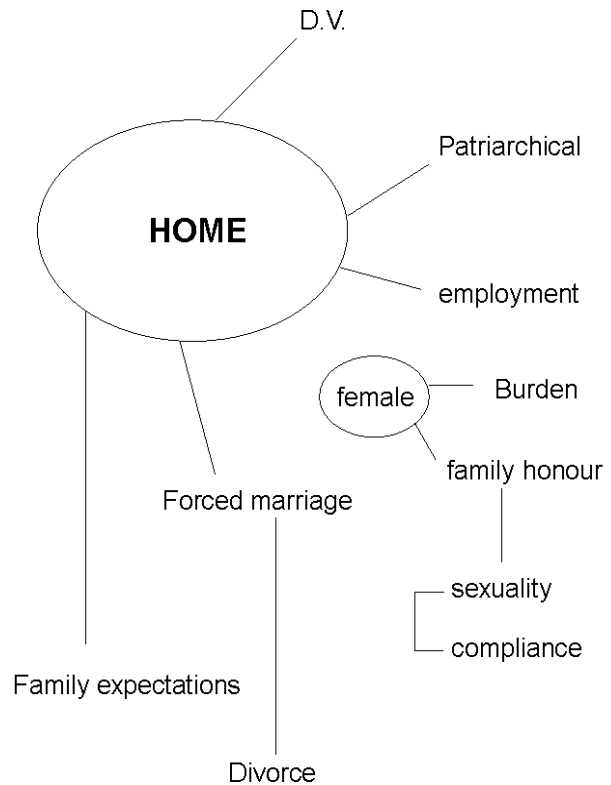 D.V.
Patriarchical
HOME
employment
female
Burden
family honour
Forced marriage
sexuality
compliance
Family expectations
Divorce